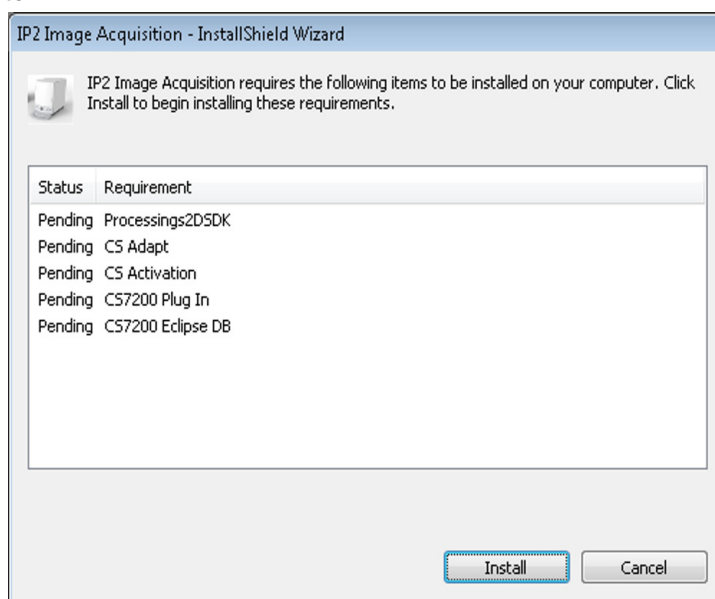 IP2 Image Acquisition - InstallShield Wizard
IP2 Image Acquisition requires the following items to be installed on your computer. Click
Install to begin installing these requirements.
Status Requirement
Pending Processings2DSDK
Pending CS Adapt
Pending CS Activation
Pending CS7200 Plug In
Pending CS7200 Eclipse DB
Install Cancel